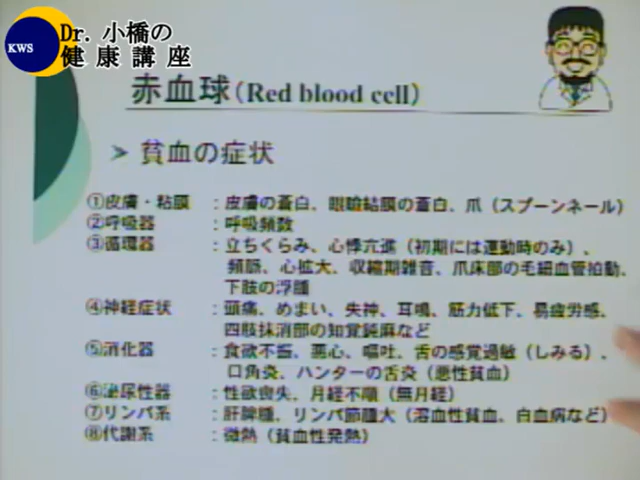 KWS
Dr. 小橋の
健康講座
赤血球(Red blood cell)
➤ 貧血の症状
①皮膚・粘膜 ：皮膚の蒼白、眼瞼結膜の蒼白、爪（スプーンネール）
②呼吸器 ：呼吸頻数
③循環器 ：立ちくらみ、心悸亢進（初期には運動時のみ）、
頻脈、心拡大、収縮期雑音、爪床部の毛細血管拍動、
下肢の浮腫
④神経症状 ：頭痛、めまい、失神、耳鳴、筋力低下、易疲労感、
四肢抹消部の知覚鈍麻など
⑤消化器 ：食欲不振、悪心、嘔吐、舌の感覚過敏（しみる）、
口角炎、ハンターの舌炎（悪性貧血）
⑥泌尿性器 ：性欲喪失、月経不順（無月経）
⑦リンパ系 ：肝脾腫、リンパ節腫大（溶血性貧血、白血病など）
⑧代謝系 ：微熱（貧血性発熱）